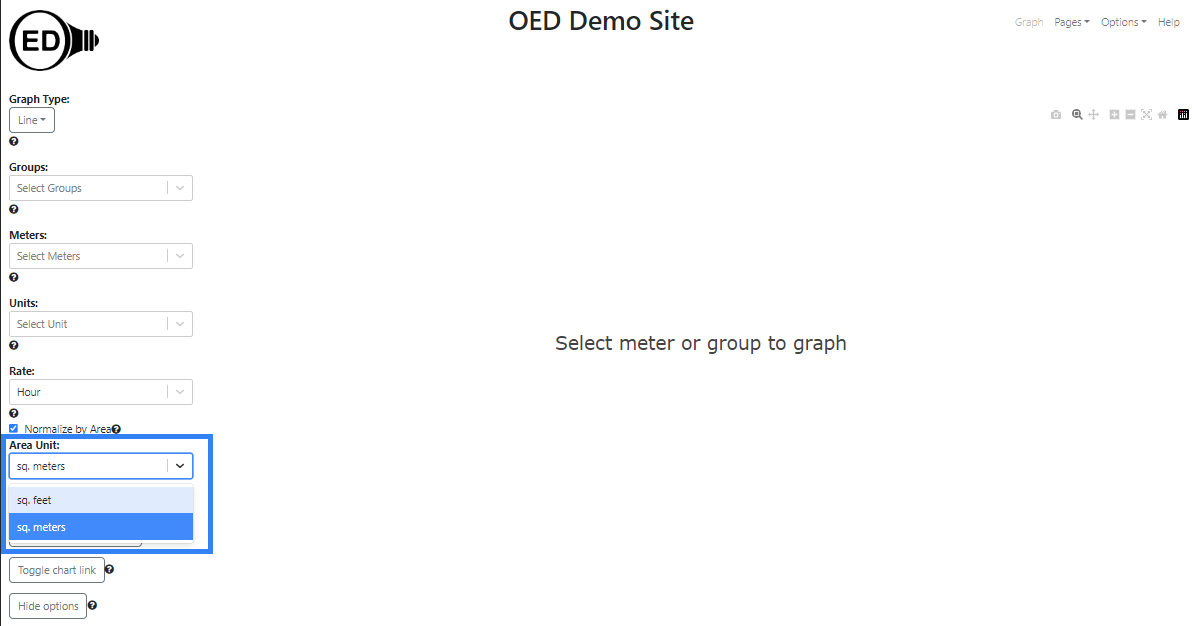 ED
OED Demo Site
Graph Pages Options Help
Graph Type:
Line
Groups:
Select Groups
Meters:
Select Meters
Units:
Select Unit
Select meter or group to graph
Rate:
Hour
Normalize by Area
Area Unit:
sq. meters
sq. feet
sq. meters
Toggle chart link
Hide options